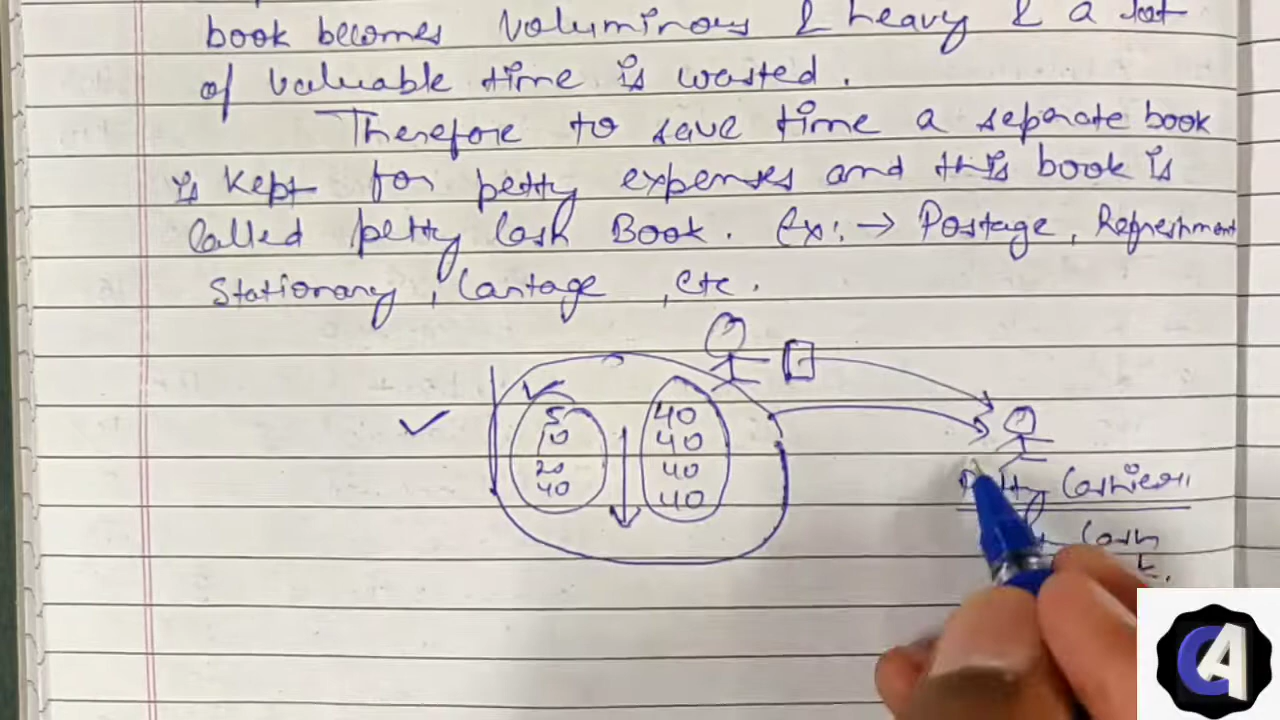 book becomes voluminous & heavy & a lot
of valuable time is wasted.
Therefore to save time a separate book
is kept for petty expenses and this book is
called petty Cash Book. Ex:→ Postage, Refreshment
Stationary, Cartage, etc.
5 40
10 40
20 40
40 40
Cashier
Cash
CA